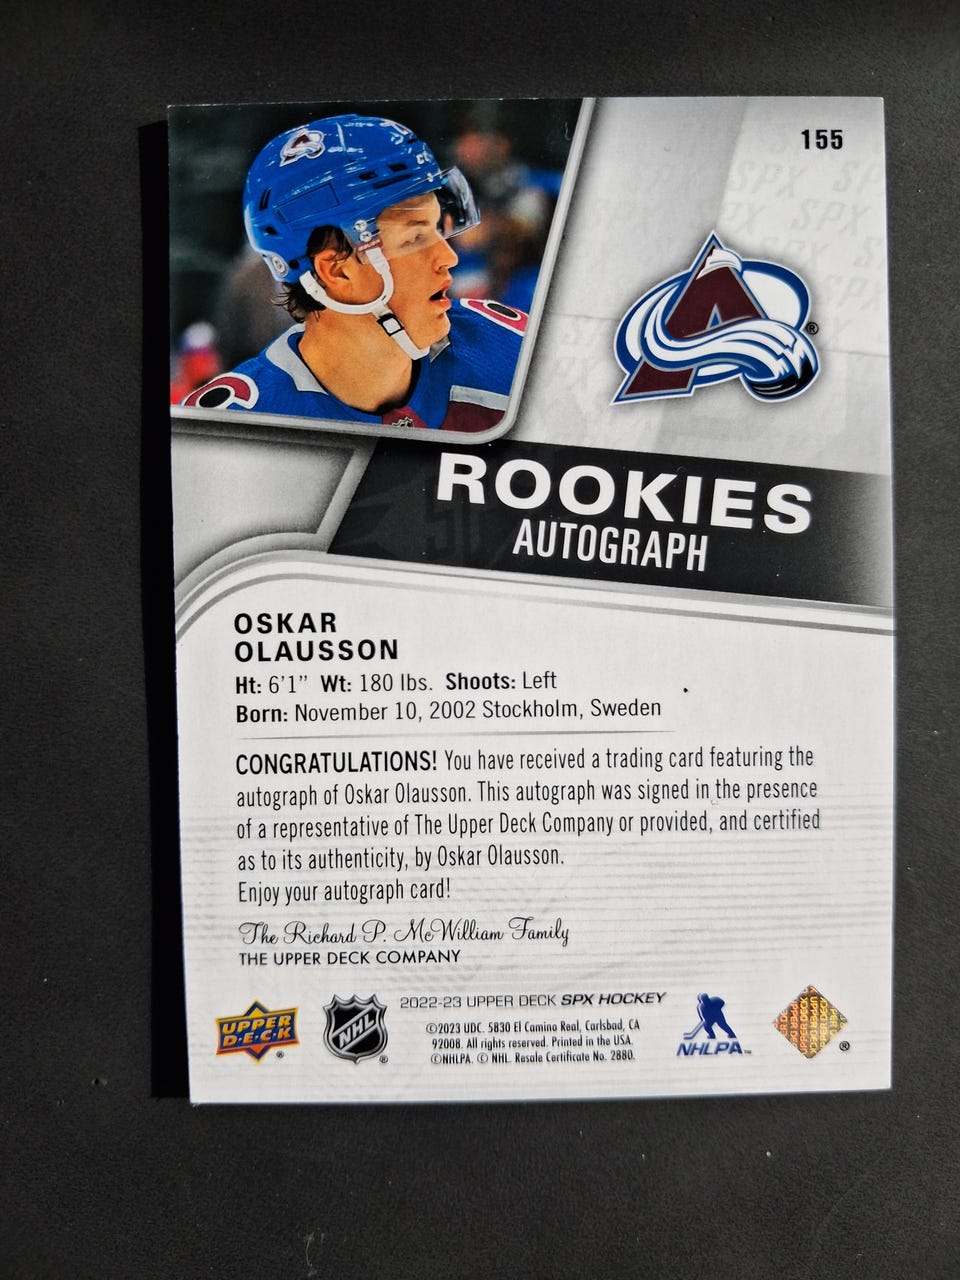 155
ROOKIES
AUTOGRAPH
OSKAR
OLAUSSON
Ht: 6'1" Wt: 180 lbs. Shoots: Left
Born: November 10, 2002 Stockholm, Sweden
CONGRATULATIONS! You have received a trading card featuring the
autograph of Oskar Olausson. This autograph was signed in the presence
of a representative of The Upper Deck Company or provided, and certified
as to its authenticity, by Oskar Olausson.
Enjoy your autograph card!
The Richard P. McWilliam Family
THE UPPER DECK COMPANY
2022-23 UPPER DECK SPX HOCKEY
©2023 UDC. 5830 El Camino Real, Carlsbad, CA
92008. All rights reserved. Printed in the USA.
©NHLPA. © NHL. Resale Certificate No. 2880.
UPPER
D·E·C·K ®
NHL ®
NHLPA™
®